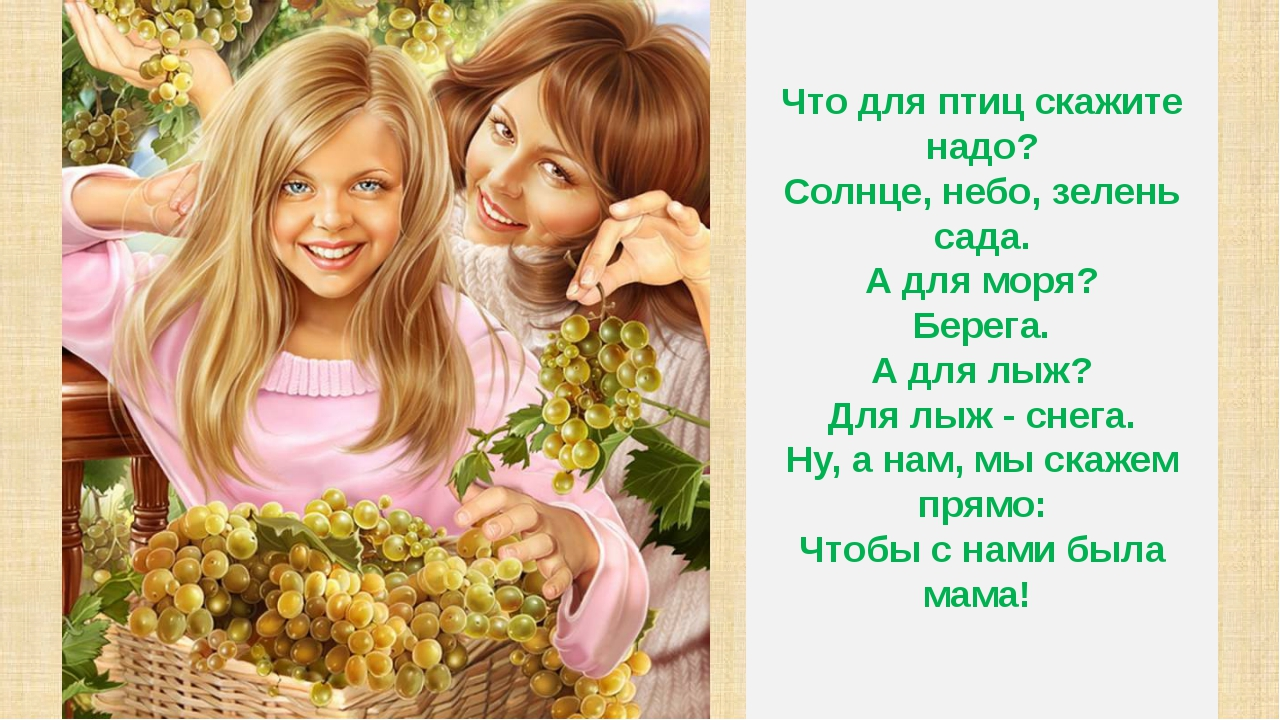 Что для птиц скажите
надо?
Солнце, небо, зелень
сада.
А для моря?
Берега.
А для лыж?
Для лыж - снега.
Ну, а нам, мы скажем
прямо:
Чтобы с нами была
мама!